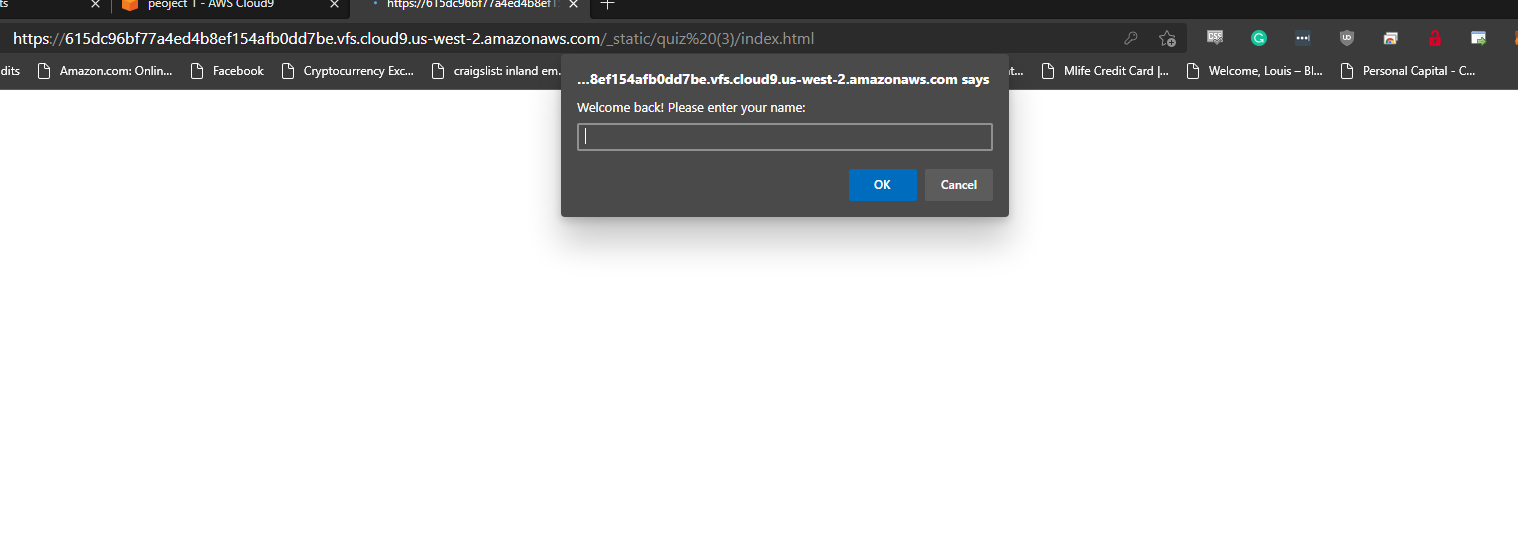 ts
peoject 1 - AWS Cloud9
https://615dc96bf77a4ed4b8ef1
https://615dc96bf77a4ed4b8ef154afb0dd7be.vfs.cloud9.us-west-2.amazonaws.com/_static/quiz%20(3)/index.html
CSP
UD
dits
Amazon.com: Onlin...
Facebook
Cryptocurrency Exc...
craigslist: inland em...
t...
Mlife Credit Card |...
Welcome, Louis – Bl...
Personal Capital - C...
...8ef154afb0dd7be.vfs.cloud9.us-west-2.amazonaws.com says
Welcome back! Please enter your name:
OK
Cancel